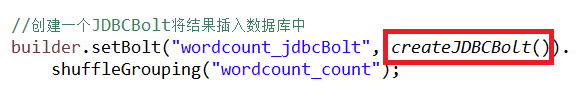 //创建一个JDBCBolt将结果插入数据库中
builder.setBolt("wordcount_jdbcBolt", createJDBCBolt()).
shuffleGrouping("wordcount_count");